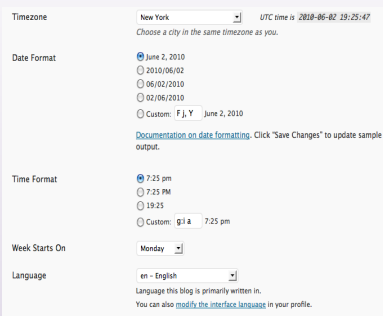 Timezone New York UTC time is 2010-06-02 19:25:47
Choose a city in the same timezone as you.
Date Format June 2, 2010
2010/06/02
06/02/2010
02/06/2010
Custom: F j, Y June 2, 2010
Documentation on date formatting. Click "Save Changes" to update sample
output.
Time Format 7:25 pm
7:25 PM
19:25
Custom: g:i a 7:25 pm
Week Starts On Monday
Language en – English
Language this blog is primarily written in.
You can also modify the interface language in your profile.